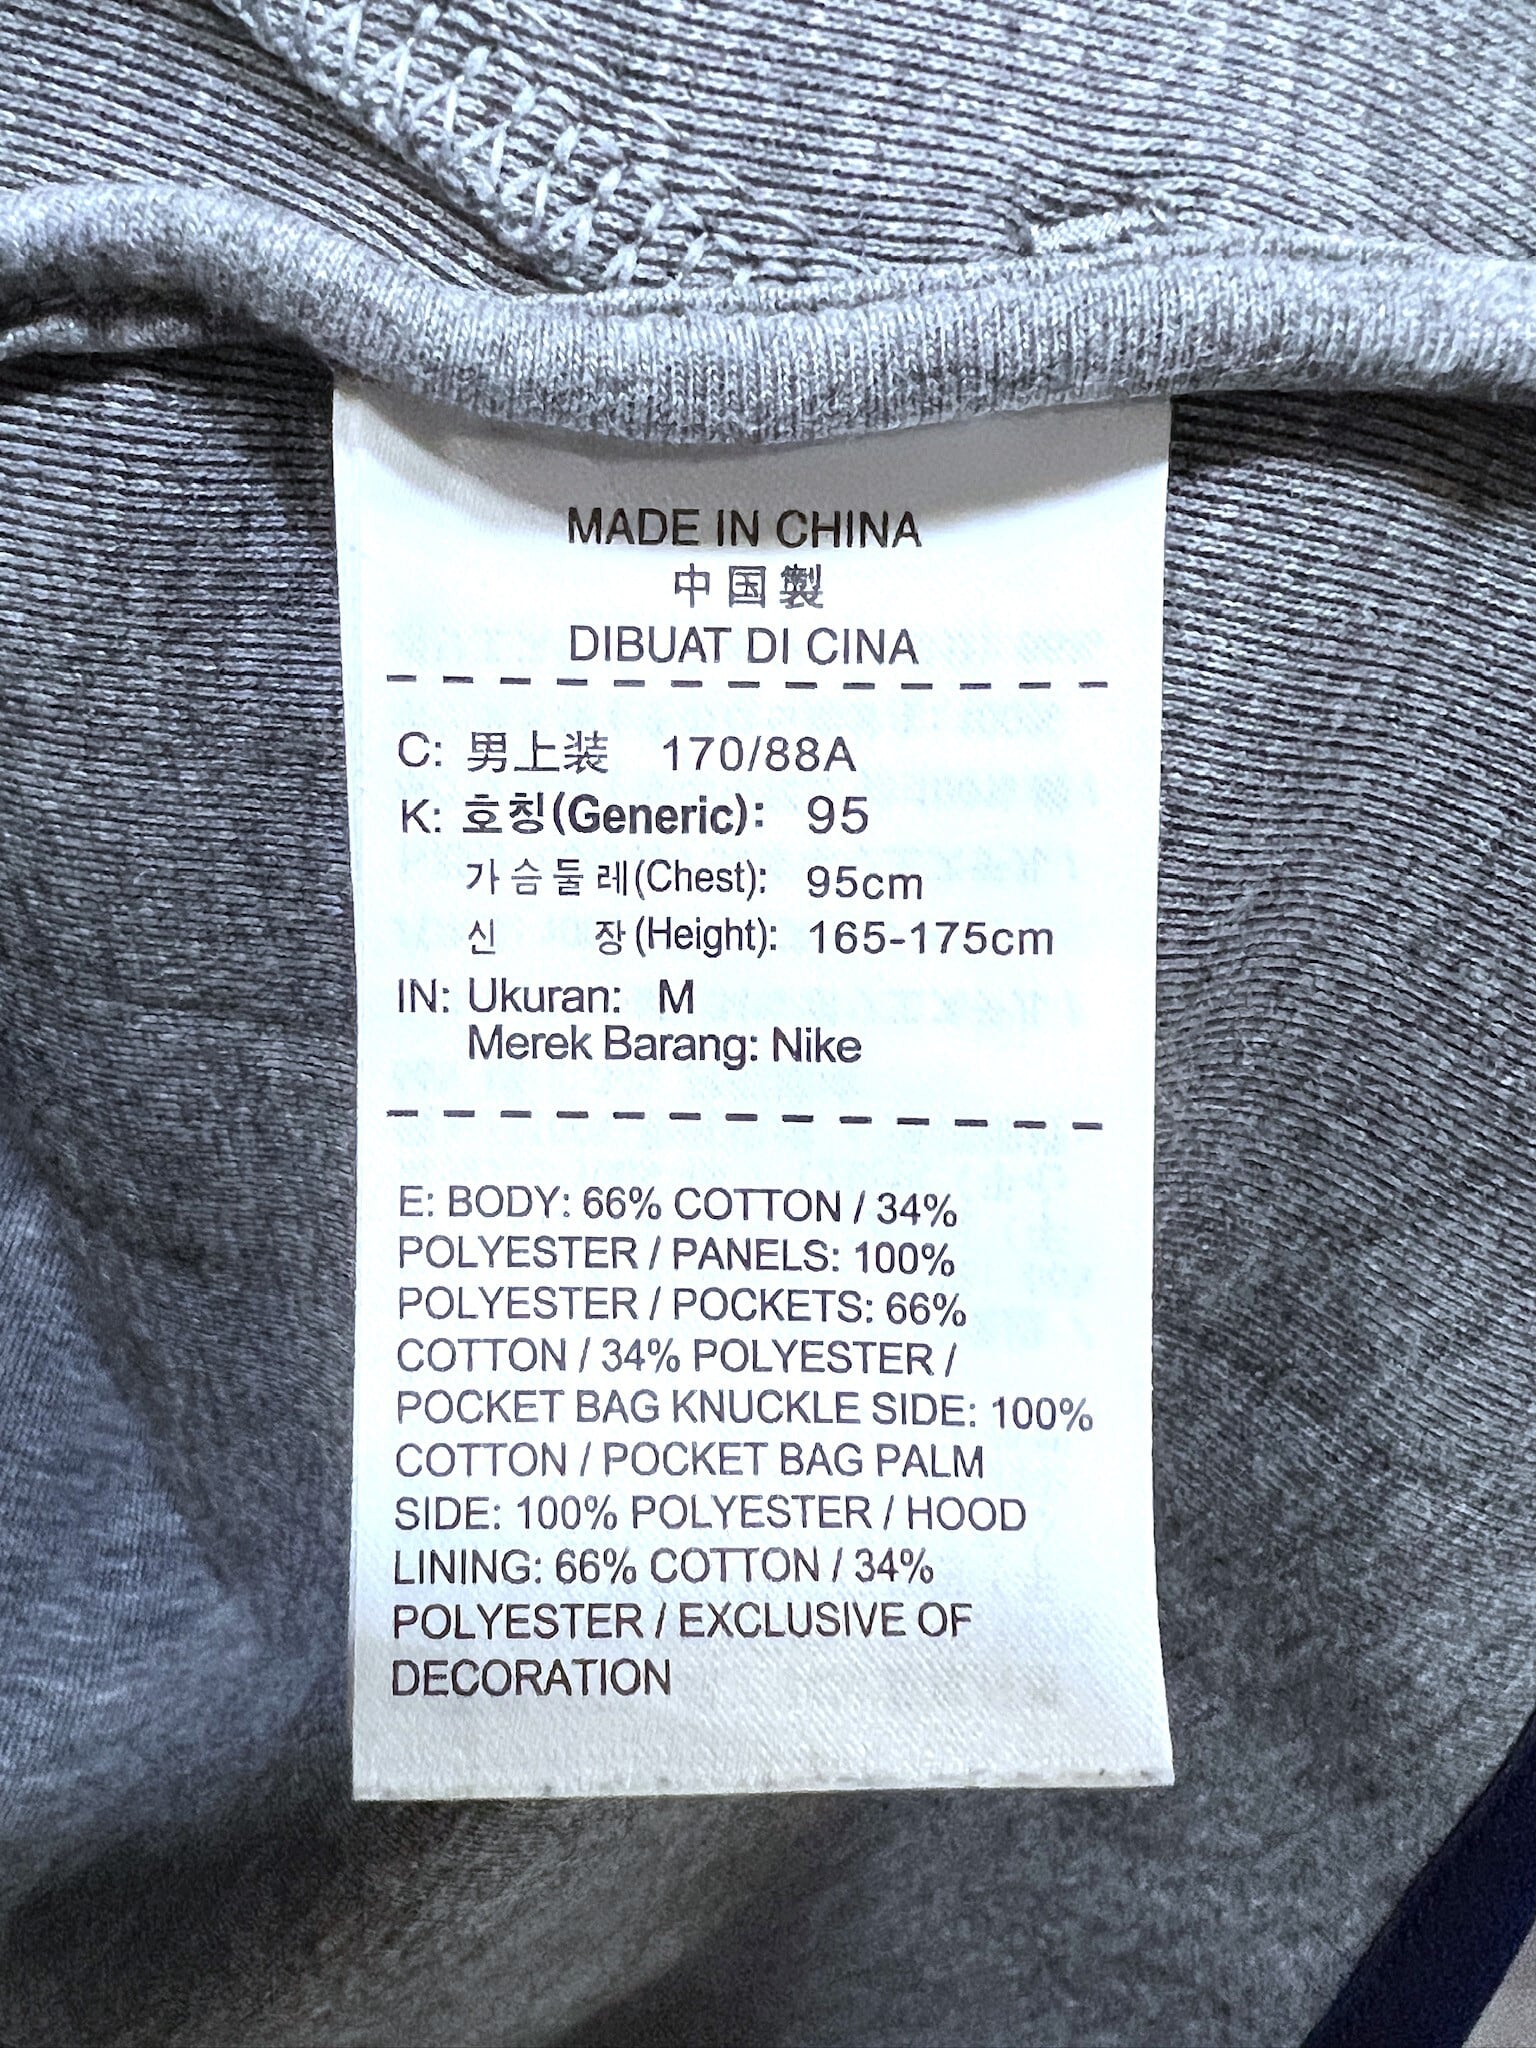 MADE IN CHINA
中国製
DIBUAT DI CINA
C: 男上装 170/88A
K: 호칭(Generic): 95
가슴둘레(Chest): 95cm
신 장(Height): 165-175cm
IN: Ukuran: M
Merek Barang: Nike
E: BODY: 66% COTTON / 34%
POLYESTER / PANELS: 100%
POLYESTER / POCKETS: 66%
COTTON / 34% POLYESTER /
POCKET BAG KNUCKLE SIDE: 100%
COTTON / POCKET BAG PALM
SIDE: 100% POLYESTER / HOOD
LINING: 66% COTTON / 34%
POLYESTER / EXCLUSIVE OF
DECORATION